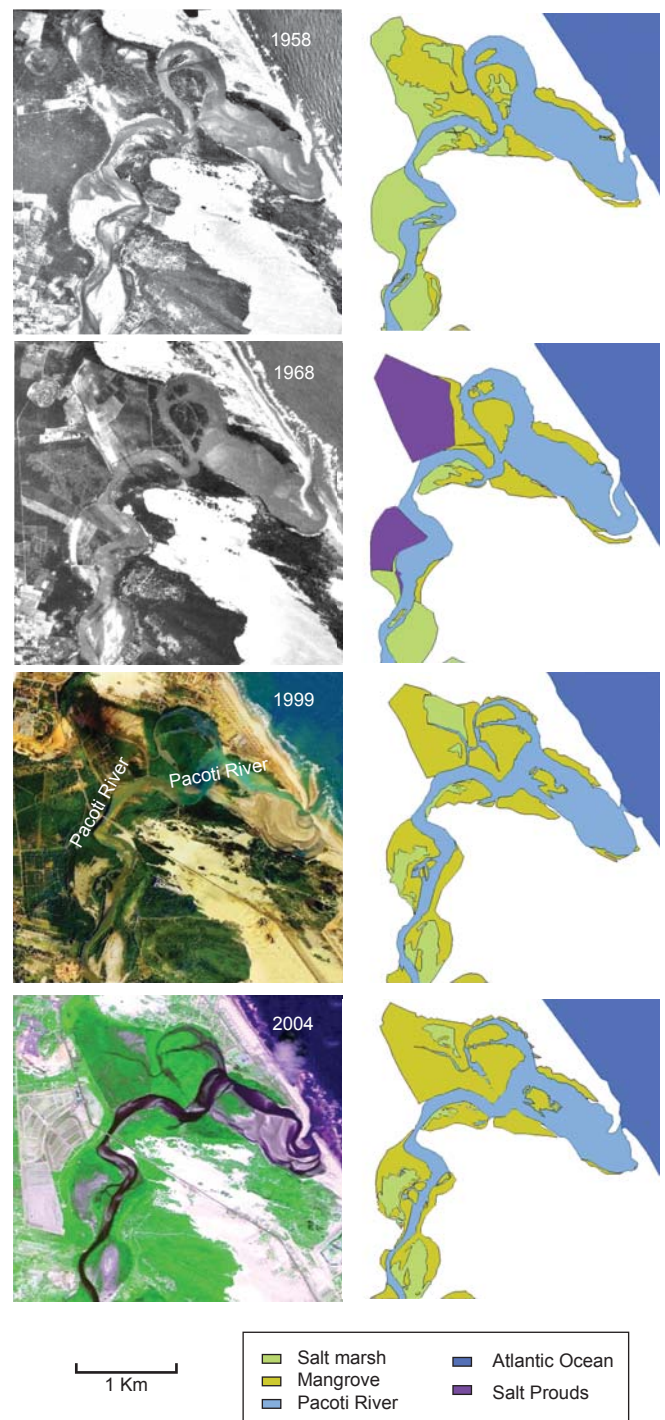 1958
1968
1999
Pacoti River
Pacoti River
2004
1 Km
Salt marsh
Mangrove
Pacoti River
Atlantic Ocean
Salt Prouds